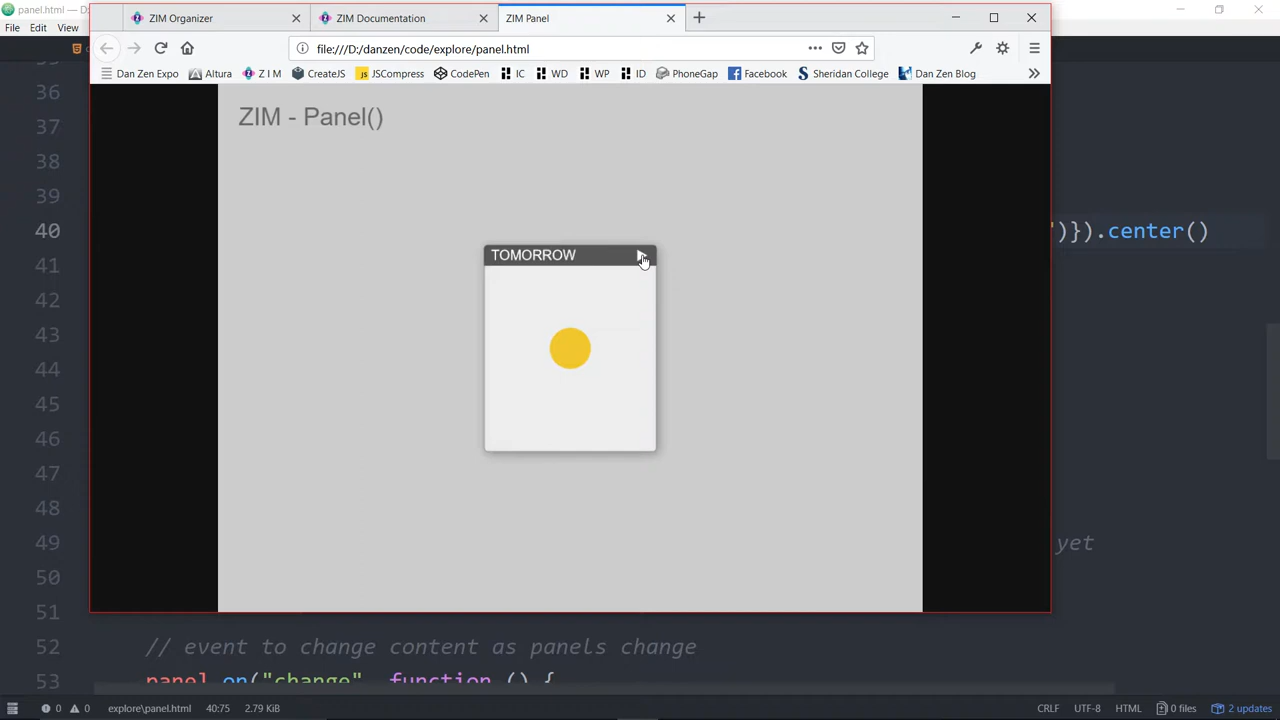 panel.html
ZIM Organizer
ZIM Documentation
ZIM Panel
File Edit View
file:///D:/danzen/code/explore/panel.html
Dan Zen Expo
Altura
Z I M
CreateJS
JS
JSCompress
CodePen
IC
WD
WP
ID
PhoneGap
Facebook
Sheridan College
Dan Zen Blog
ZIM - Panel()
36
37
38
39
40 ')}).center()
41
TOMORROW
42
43
44
45
46
47
48
49 yet
50
51
52 // event to change content as panels change
53 panel.on("change", function () {
0 0 explore\panel.html 40:75 2.79 KiB CRLF UTF-8 HTML 0 files 2 updates